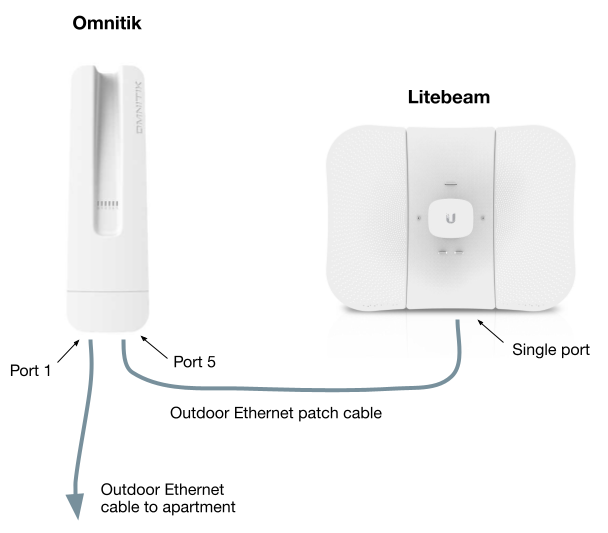 Omnitik
Litebeam
OMNITIK
Port 1
Port 5
Single port
Outdoor Ethernet patch cable
Outdoor Ethernet
cable to apartment